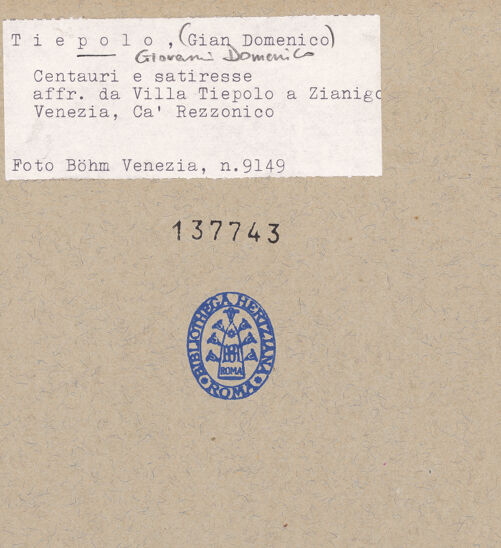 Tiepolo, (Gian Domenico)
Giovanni Domenico
Centauri e satiresse
affr. da Villa Tiepolo a Zianigo
Venezia, Ca' Rezzonico
Foto Böhm Venezia, n.9149
137743
BIBLIOTHECA HERTZIANA
ROMA
ROMA